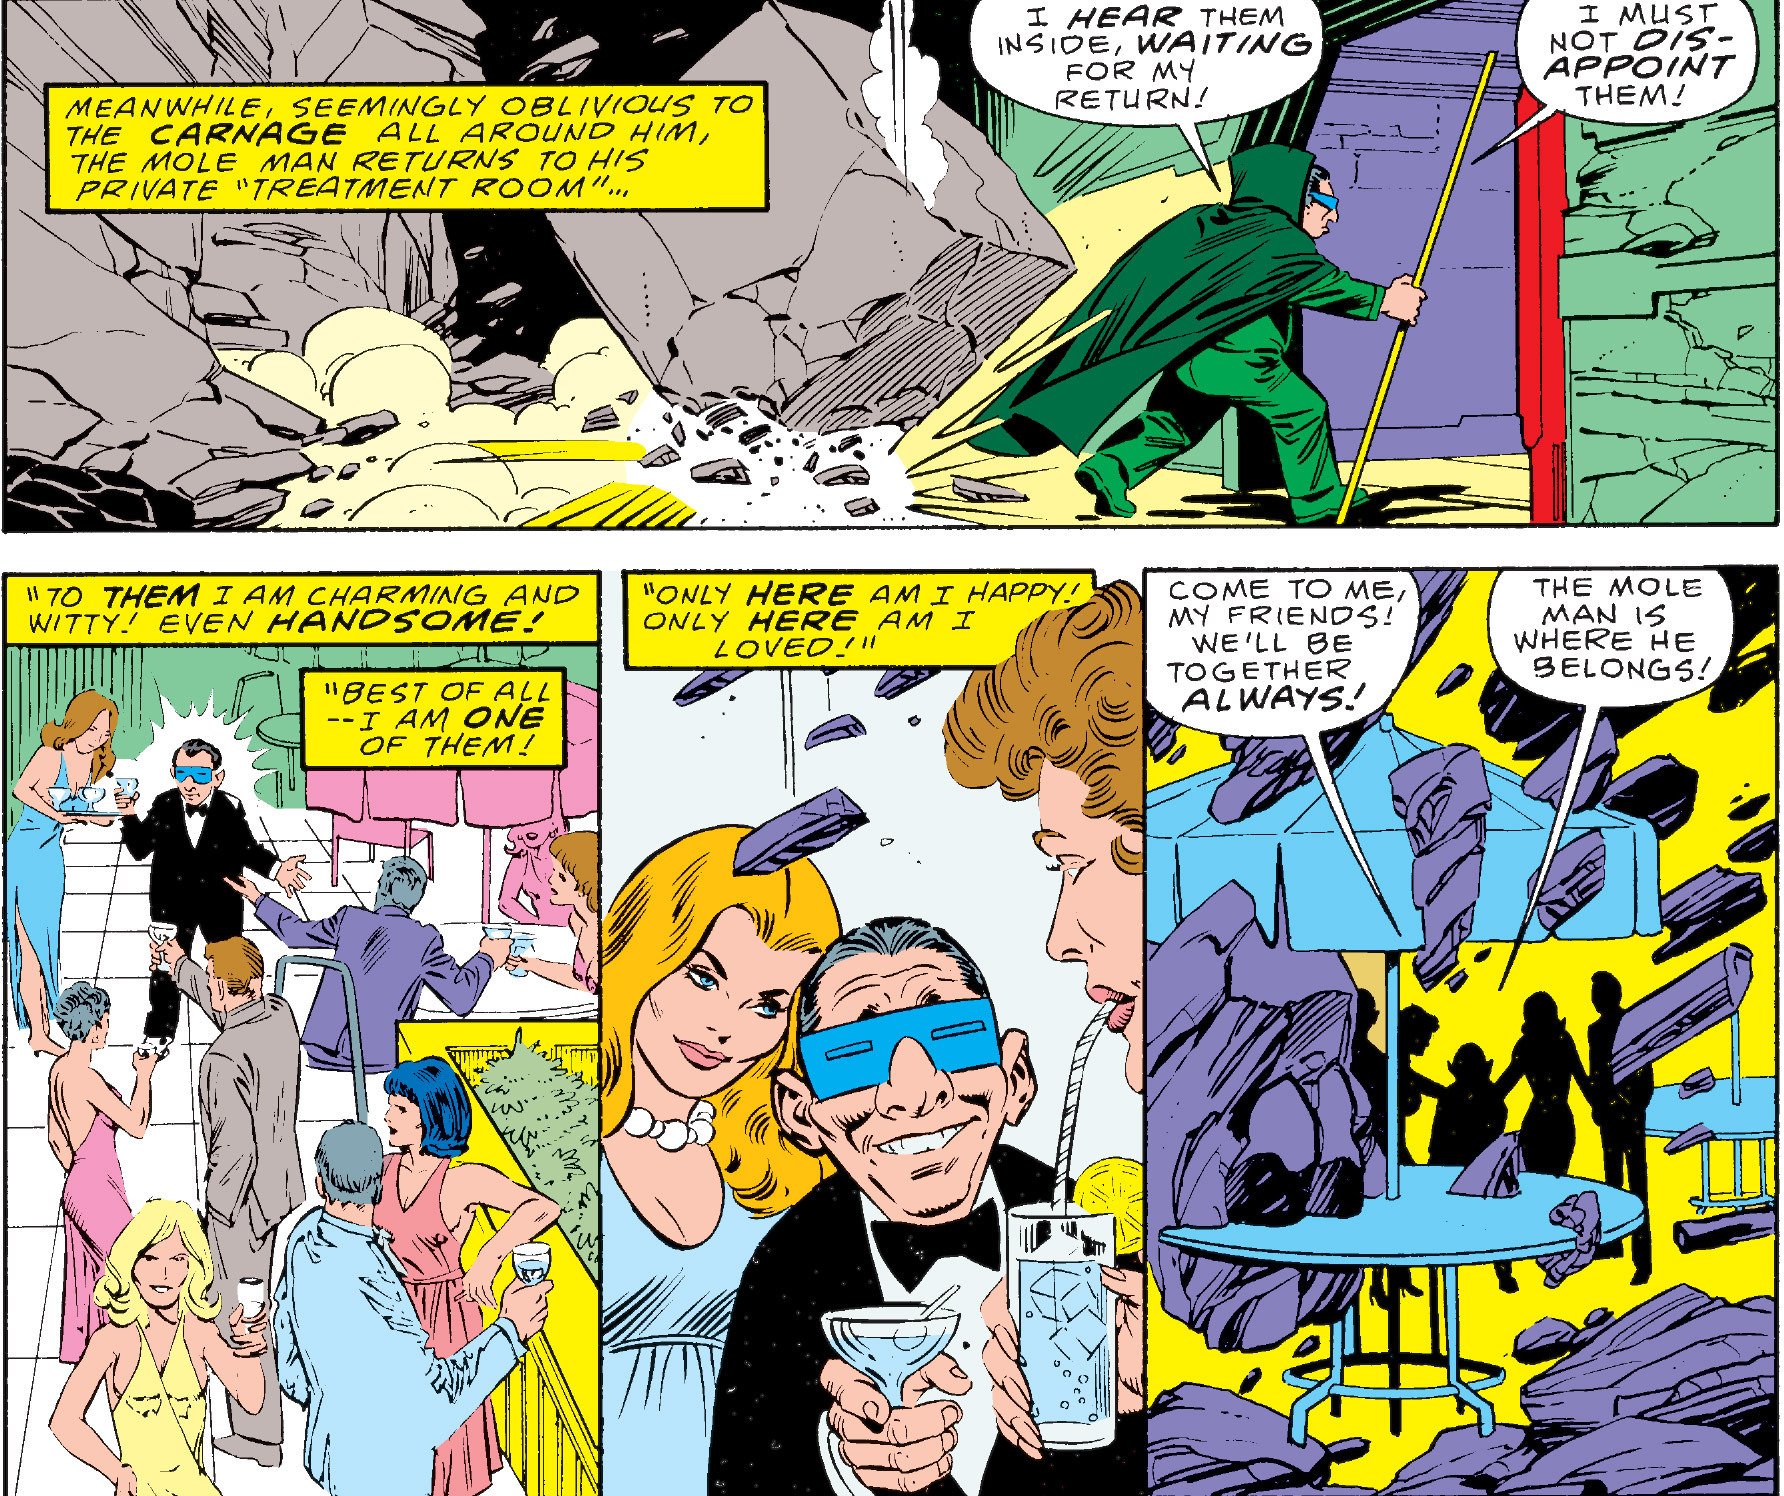 MEANWHILE, SEEMINGLY OBLIVIOUS TO
THE CARNAGE ALL AROUND HIM,
THE MOLE MAN RETURNS TO HIS
PRIVATE "TREATMENT ROOM"...
I HEAR THEM
INSIDE, WAITING
FOR MY
RETURN!
I MUST
NOT DIS-
APPOINT
THEM!
"TO THEM I AM CHARMING AND
WITTY! EVEN HANDSOME!
"BEST OF ALL
--I AM ONE
OF THEM!
"ONLY HERE AM I HAPPY!
ONLY HERE AM I
LOVED!"
COME TO ME,
MY FRIENDS!
WE'LL BE
TOGETHER
ALWAYS!
THE MOLE
MAN IS
WHERE HE
BELONGS!